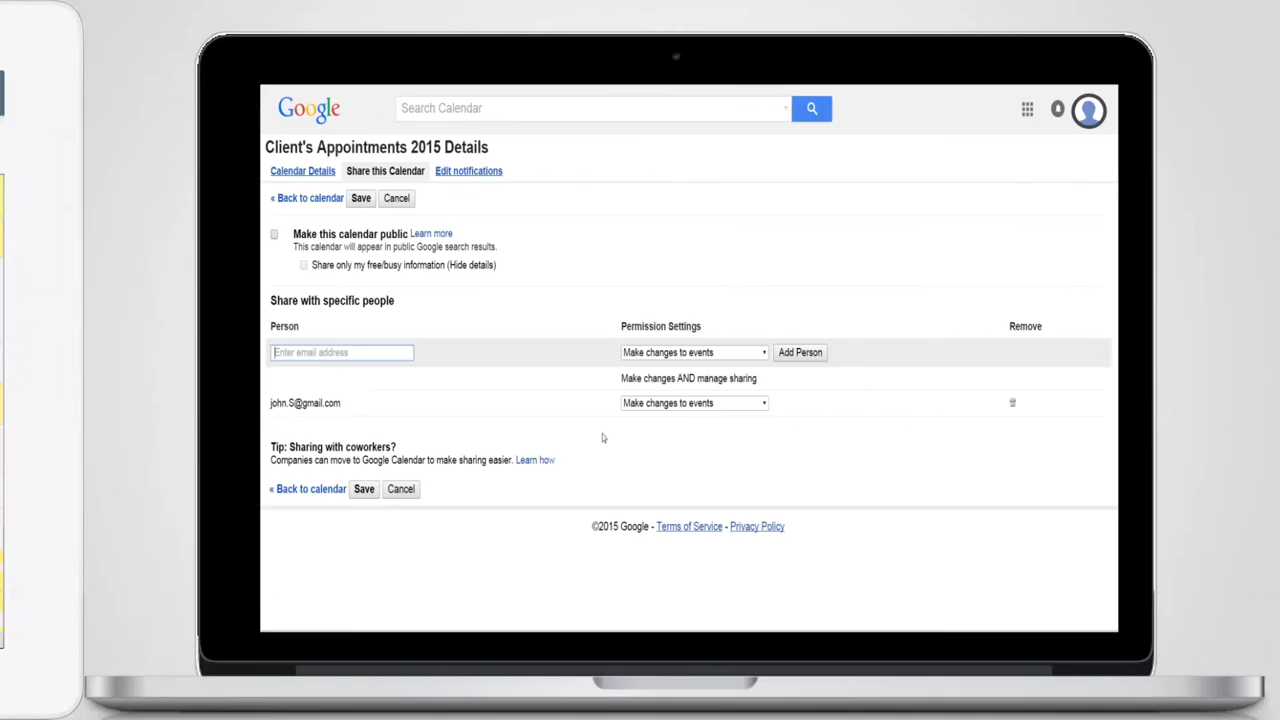 Google
Search Calendar
Client's Appointments 2015 Details
Calendar Details Share this Calendar Edit notifications
« Back to calendar Save Cancel
Make this calendar public Learn more
This calendar will appear in public Google search results.
Share only my free/busy information (Hide details)
Share with specific people
Person Permission Settings Remove
Enter email address Make changes to events Add Person
Make changes AND manage sharing
john.S@gmail.com Make changes to events
Tip: Sharing with coworkers?
Companies can move to Google Calendar to make sharing easier. Learn how
« Back to calendar Save Cancel
©2015 Google - Terms of Service - Privacy Policy